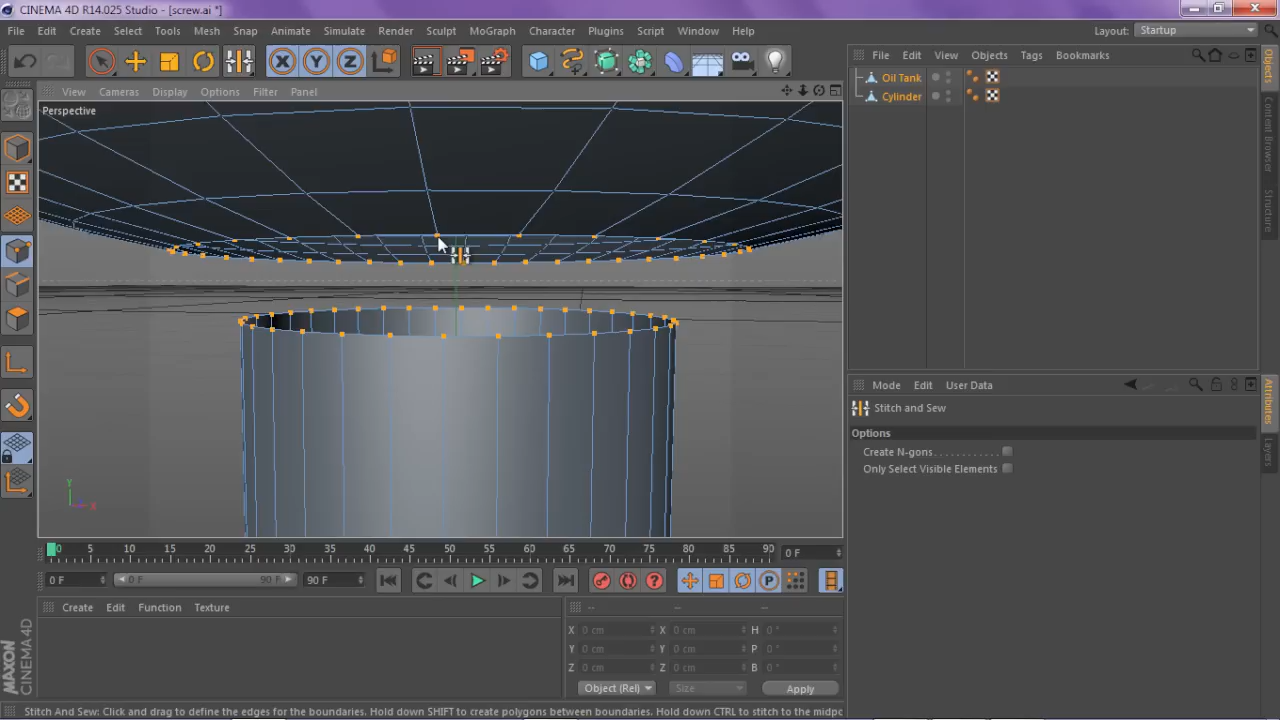 CINEMA 4D R14.025 Studio - [screw.ai *]
File Edit Create Select Tools Mesh Snap Animate Simulate Render Sculpt MoGraph Character Plugins Script Window Help Layout: Startup
X Y Z
File Edit View Objects Tags Bookmarks
Oil Tank
Cylinder
View Cameras Display Options Filter Panel
Perspective
Y
X
Objects
Content Browser
Structure
Mode Edit User Data
Stitch and Sew
Options
Create N-gons
Only Select Visible Elements
Attributes
Layers
0 5 10 15 20 25 30 35 40 45 50 55 60 65 70 75 80 85 90 0 F
0 F 0 F 90 F 90 F
P
Create Edit Function Texture
-- -- --
X 0 cm X 0 cm H 0 °
Y 0 cm Y 0 cm P 0 °
Z 0 cm Z 0 cm B 0 °
Object (Rel) Size Apply
MAXON CINEMA 4D
Stitch And Sew: Click and drag to define the edges for the boundaries. Hold down SHIFT to create polygons between boundaries. Hold down CTRL to stitch to the midpc